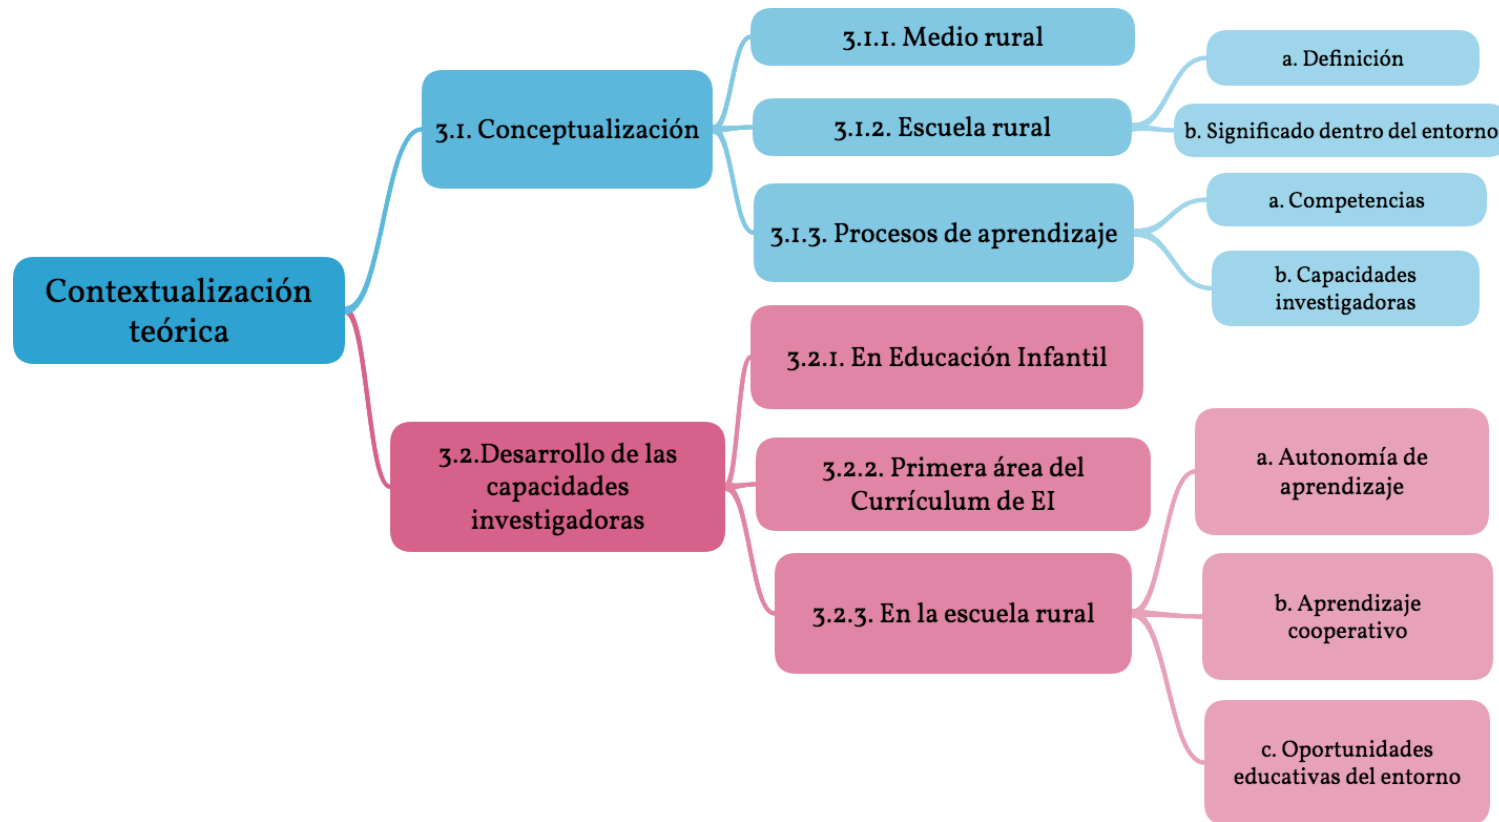 Contextualización
teórica
3.1. Conceptualización
3.1.1. Medio rural
3.1.2. Escuela rural
a. Definición
b. Significado dentro del entorno
3.1.3. Procesos de aprendizaje
a. Competencias
b. Capacidades
investigadoras
3.2.Desarrollo de las
capacidades
investigadoras
3.2.1. En Educación Infantil
3.2.2. Primera área del
Currículum de EI
3.2.3. En la escuela rural
a. Autonomía de
aprendizaje
b. Aprendizaje
cooperativo
c. Oportunidades
educativas del entorno